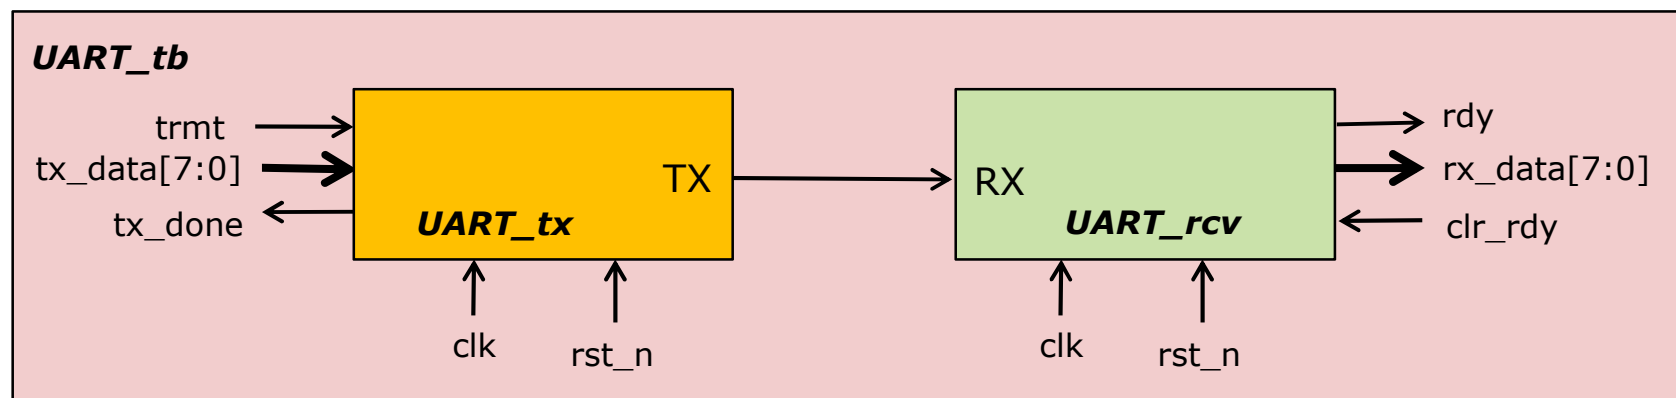 UART_tb
trmt
tx_data[7:0]
tx_done
TX
UART_tx
clk
rst_n
RX
UART_rcv
clk
rst_n
rdy
rx_data[7:0]
clr_rdy